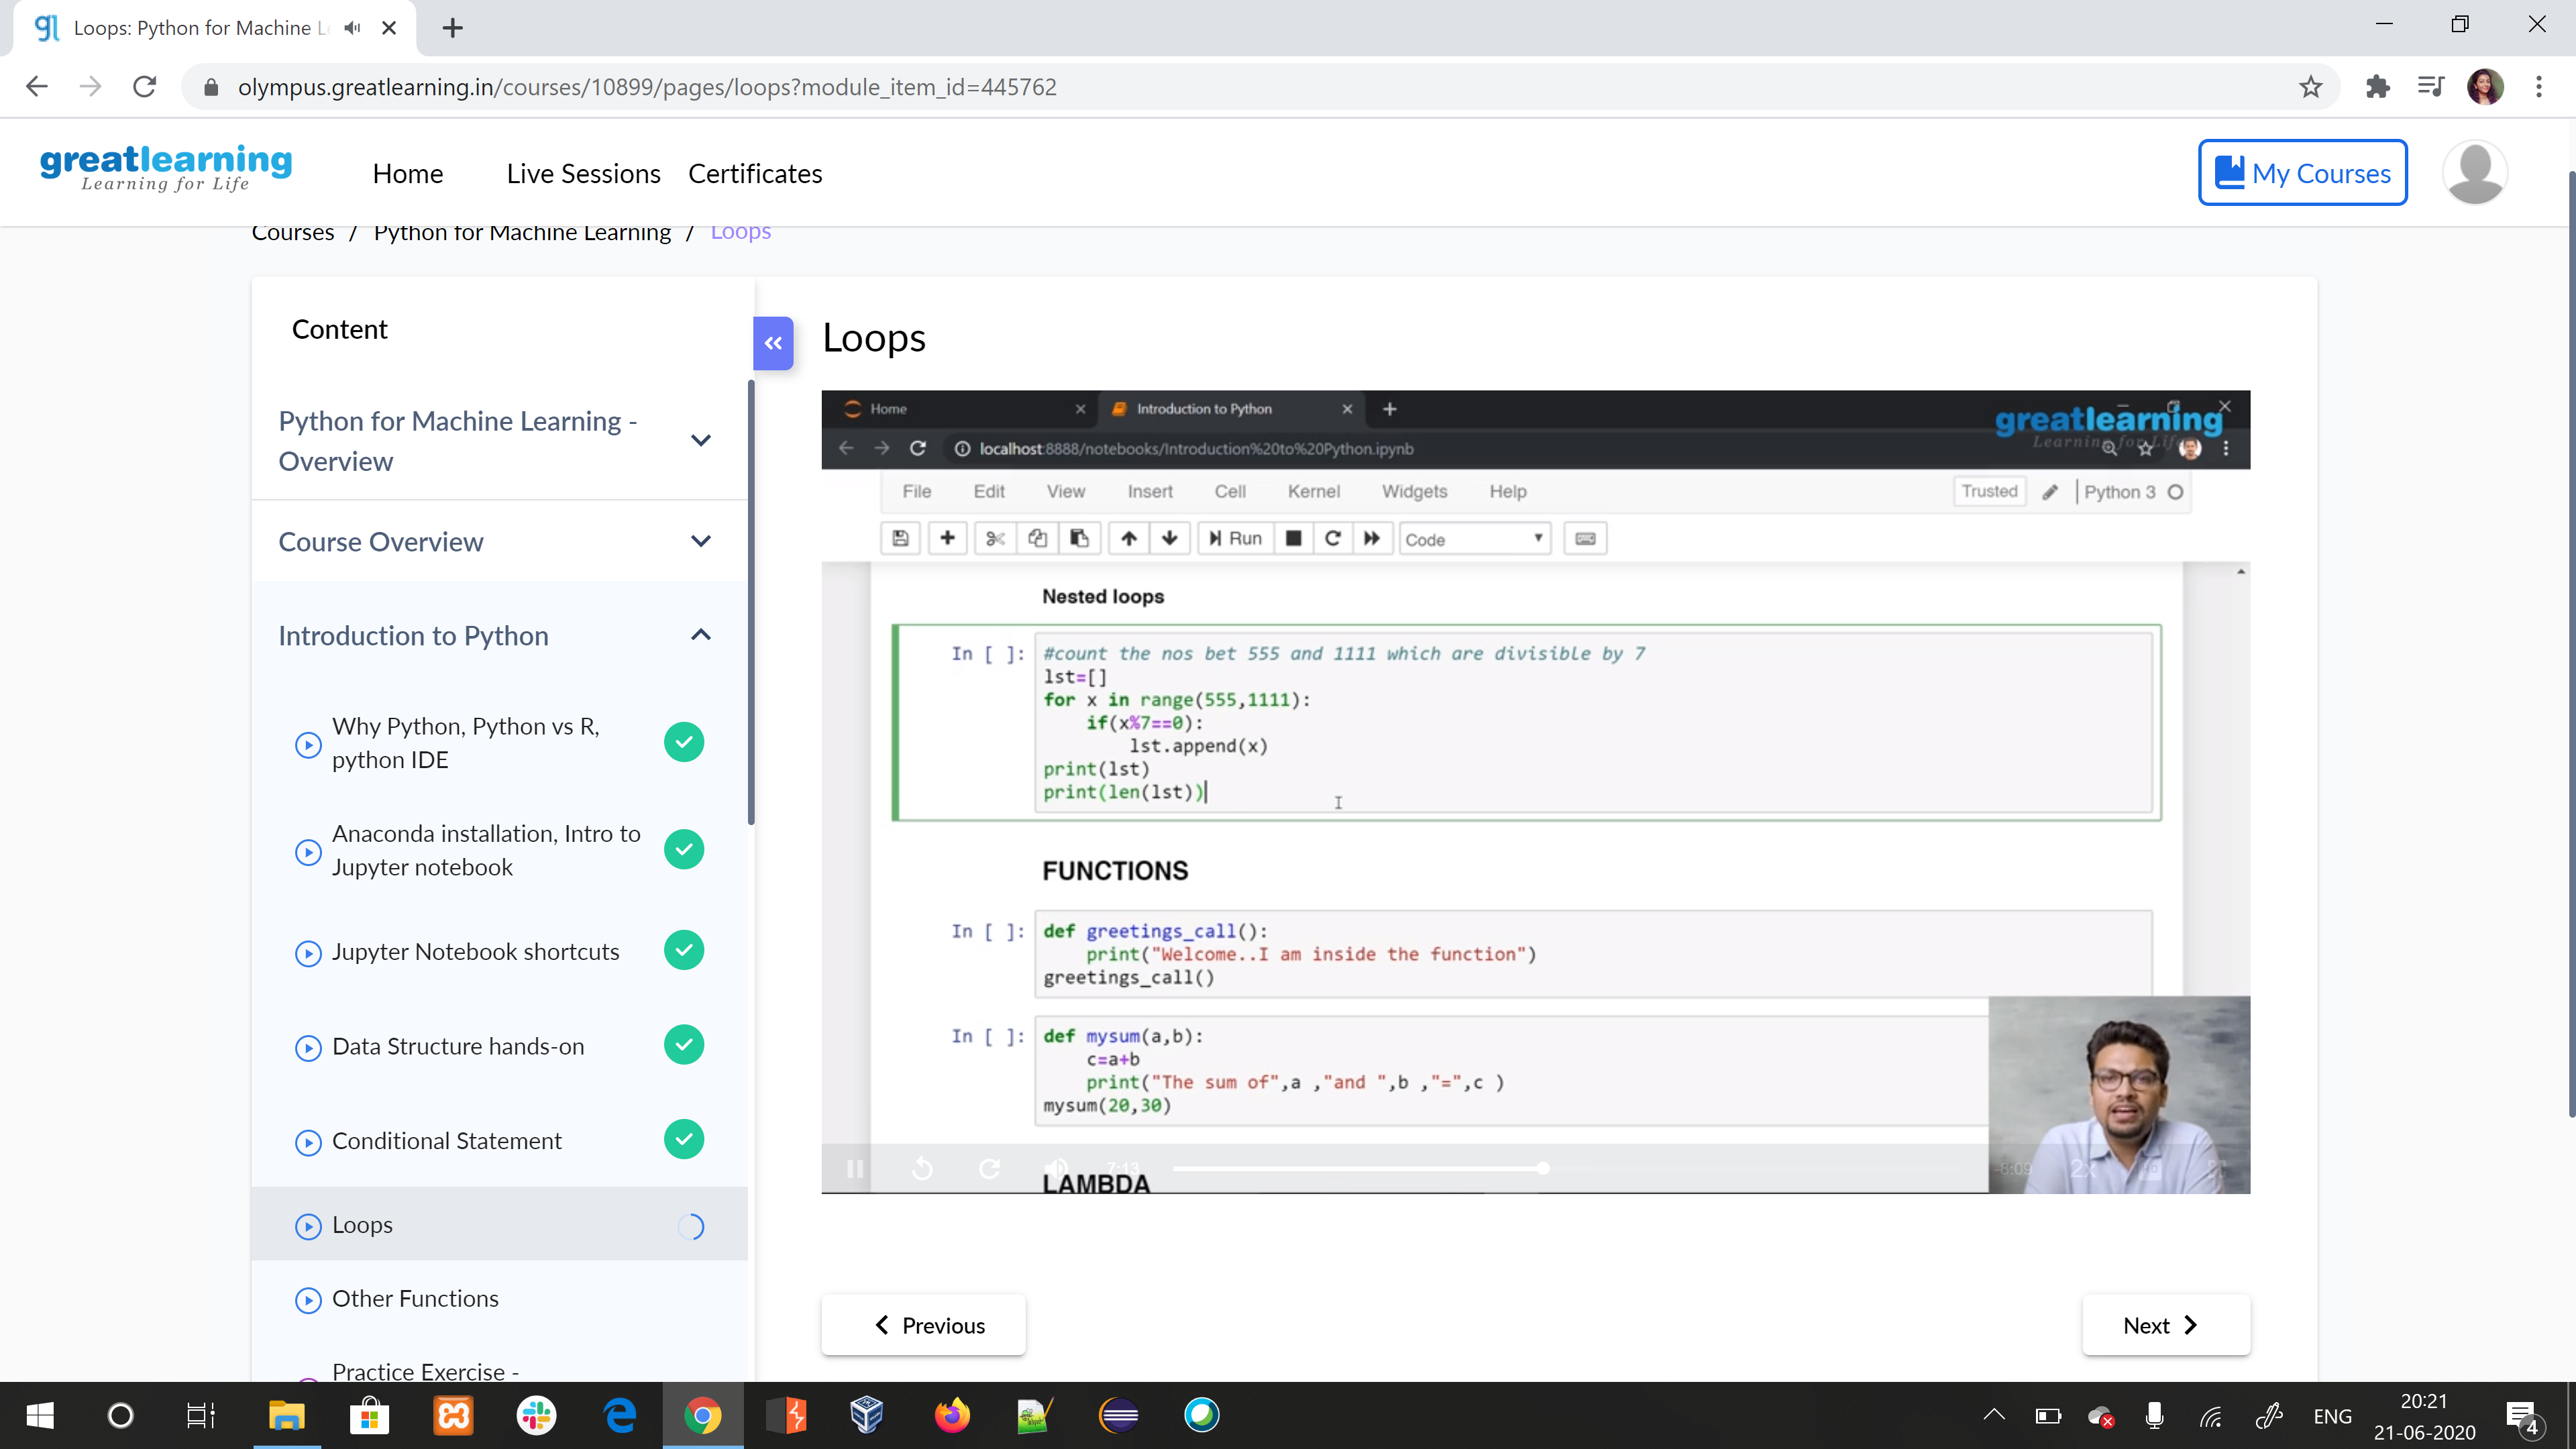 Loops: Python for Machine L
olympus.greatlearning.in/courses/10899/pages/loops?module_item_id=445762
greatlearning
Learning for Life
Home
Live Sessions
Certificates
My Courses
Courses / Python for Machine Learning / Loops
Content
Python for Machine Learning -
Overview
Course Overview
Introduction to Python
Why Python, Python vs R,
python IDE
Anaconda installation, Intro to
Jupyter notebook
Jupyter Notebook shortcuts
Data Structure hands-on
Conditional Statement
Loops
Other Functions
Practice Exercise -
Loops
Home
Introduction to Python
greatlearning
Learning for Life
localhost:8888/notebooks/Introduction%20to%20Python.ipynb
File Edit View Insert Cell Kernel Widgets Help
Trusted
Python 3
Run
Code
Nested loops
In [ ]: #count the nos bet 555 and 1111 which are divisible by 7
lst=[]
for x in range(555,1111):
if(x%7==0):
lst.append(x)
print(lst)
print(len(lst))
FUNCTIONS
In [ ]: def greetings_call():
print("Welcome..I am inside the function")
greetings_call()
In [ ]: def mysum(a,b):
c=a+b
print("The sum of",a ,"and ",b ,"=",c )
mysum(20,30)
7:13
-8:09
2x
LAMBDA
Previous
Next
ENG
20:21
21-06-2020
4